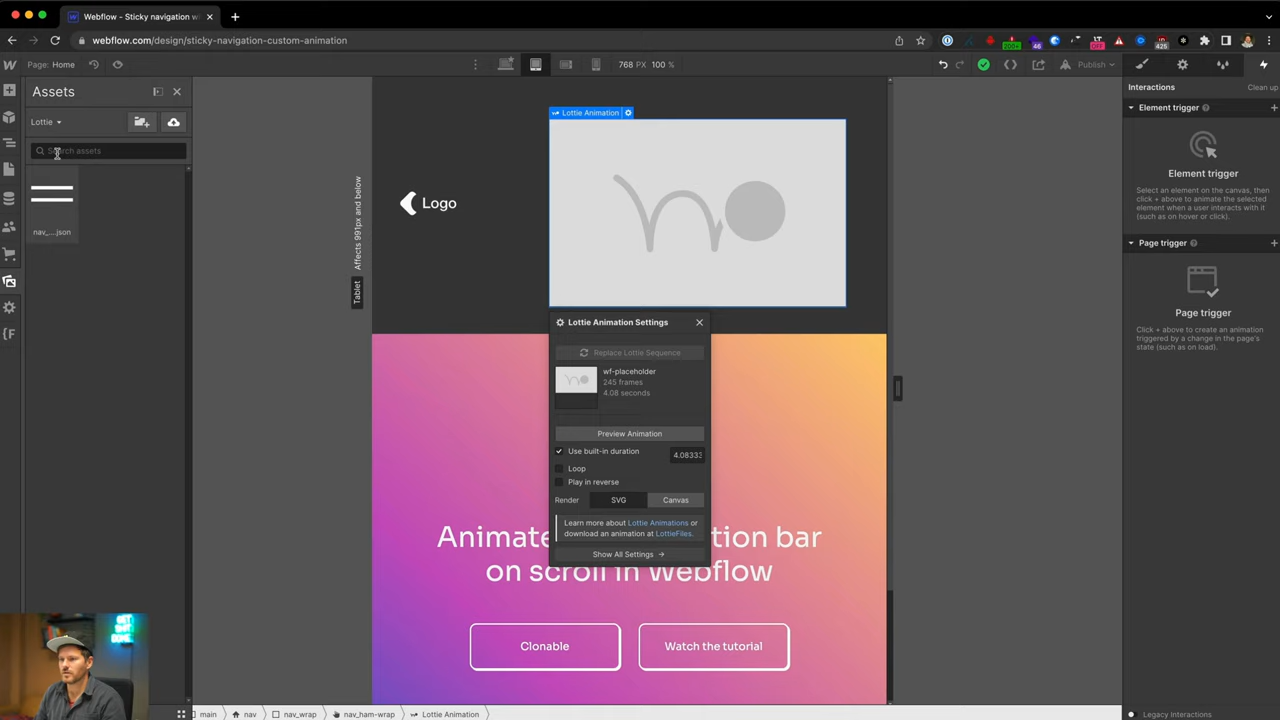 Webflow - Sticky navigation w
webflow.com/design/sticky-navigation-custom-animation
Page: Home
768 PX 100 %
Publish
Assets
Lottie
Search assets
nav_....json
Affects 991px and below
Tablet
Lottie Animation
Logo
Lottie Animation Settings
Replace Lottie Sequence
wf-placeholder
245 frames
4.08 seconds
Preview Animation
Use built-in duration
4.08333
Loop
Play in reverse
Render
SVG
Canvas
Learn more about Lottie Animations or
download an animation at LottieFiles.
Show All Settings →
on scroll in Webflow
Clonable
Watch the tutorial
Interactions
Clean up
Element trigger
Element trigger
Select an element on the canvas, then
click + above to animate the selected
element when a user interacts with it
(such as on hover or click).
Page trigger
Page trigger
Click + above to create an animation
triggered by a change in the page's
state (such as on load).
GET
SHIT
DONE
main
nav
nav_wrap
nav_ham-wrap
Lottie Animation
Legacy Interactions